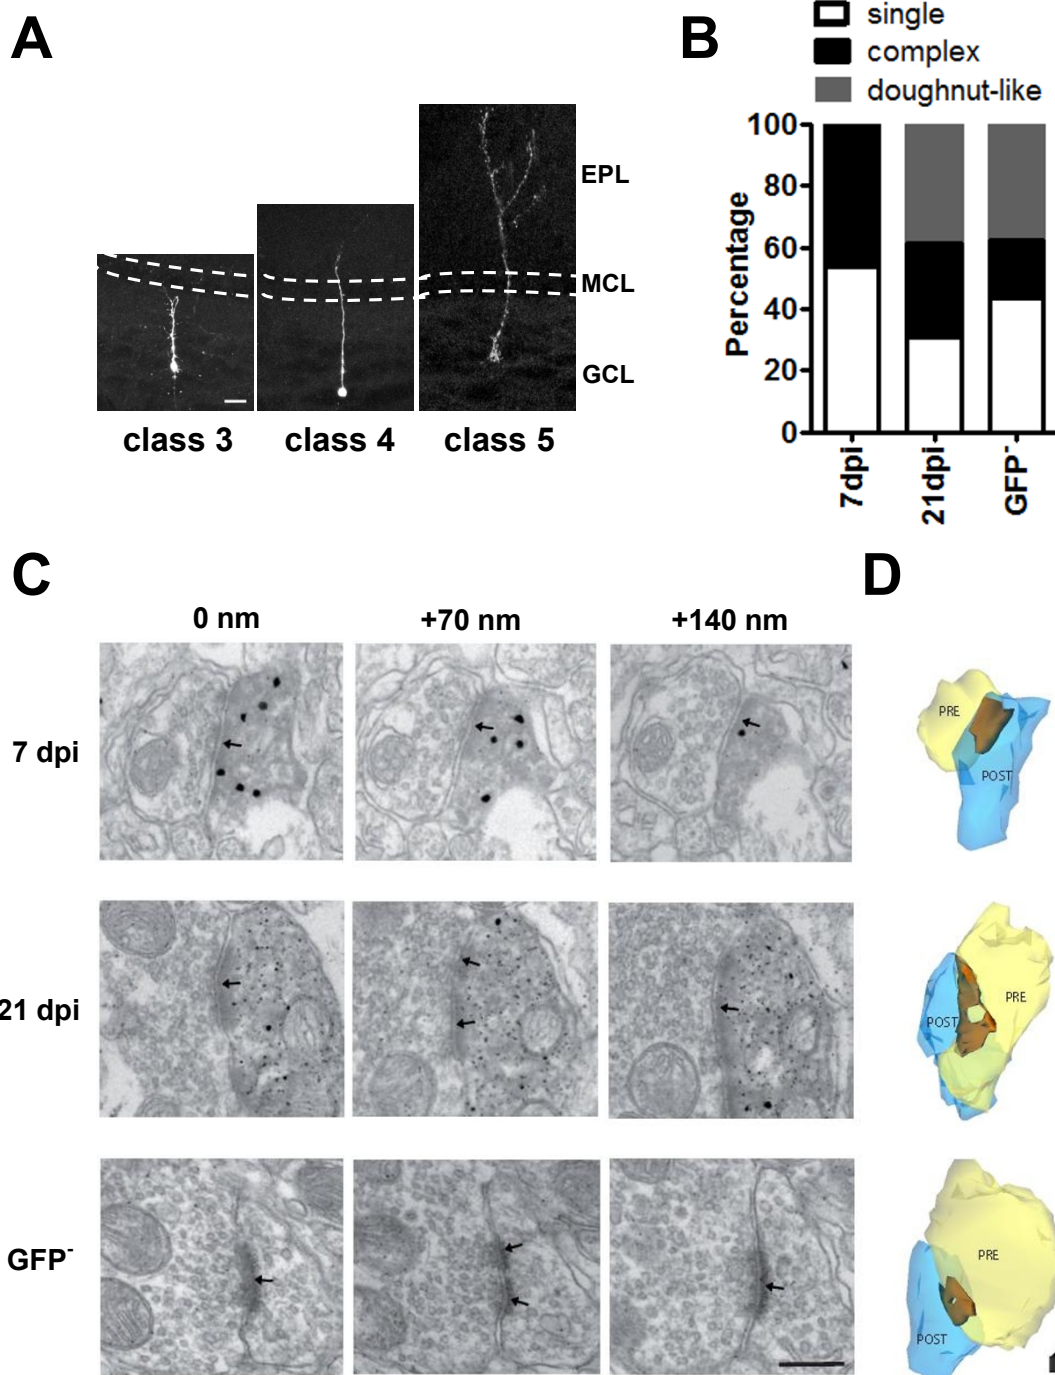 A
EPL
MCL
GCL
class 3
class 4
class 5
B
single
complex
doughnut-like
Percentage
100
80
60
40
20
0
7dpi
21dpi
GFP-
C
0 nm
+70 nm
+140 nm
7 dpi
21 dpi
GFP-
D
PRE
POST
POST
PRE
PRE
POST